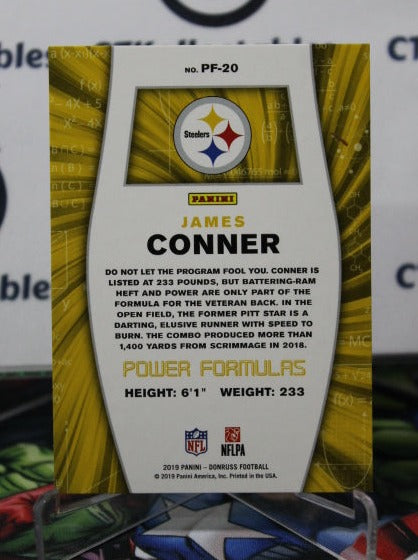 NO. PF-20
Steelers
PANINI
JAMES
CONNER
DO NOT LET THE PROGRAM FOOL YOU. CONNER IS
LISTED AT 233 POUNDS, BUT BATTERING-RAM
HEFT AND POWER ARE ONLY PART OF THE
FORMULA FOR THE VETERAN BACK. IN THE
OPEN FIELD, THE FORMER PITT STAR IS A
DARTING, ELUSIVE RUNNER WITH SPEED TO
BURN. THE COMBO PRODUCED MORE THAN
1,400 YARDS FROM SCRIMMAGE IN 2018.
POWER FORMULAS
HEIGHT: 6'1" WEIGHT: 233
NFL
NFLPA
2019 PANINI – DONRUSS FOOTBALL
© 2019 Panini America, Inc. Printed in the USA.